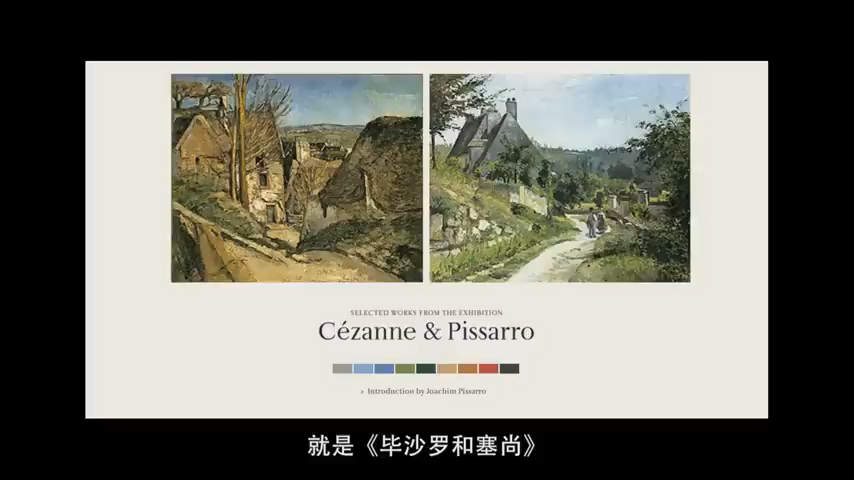 SELECTED WORKS FROM THE EXHIBITION
Cézanne & Pissarro
› Introduction by Joachim Pissarro
就是《毕沙罗和塞尚》